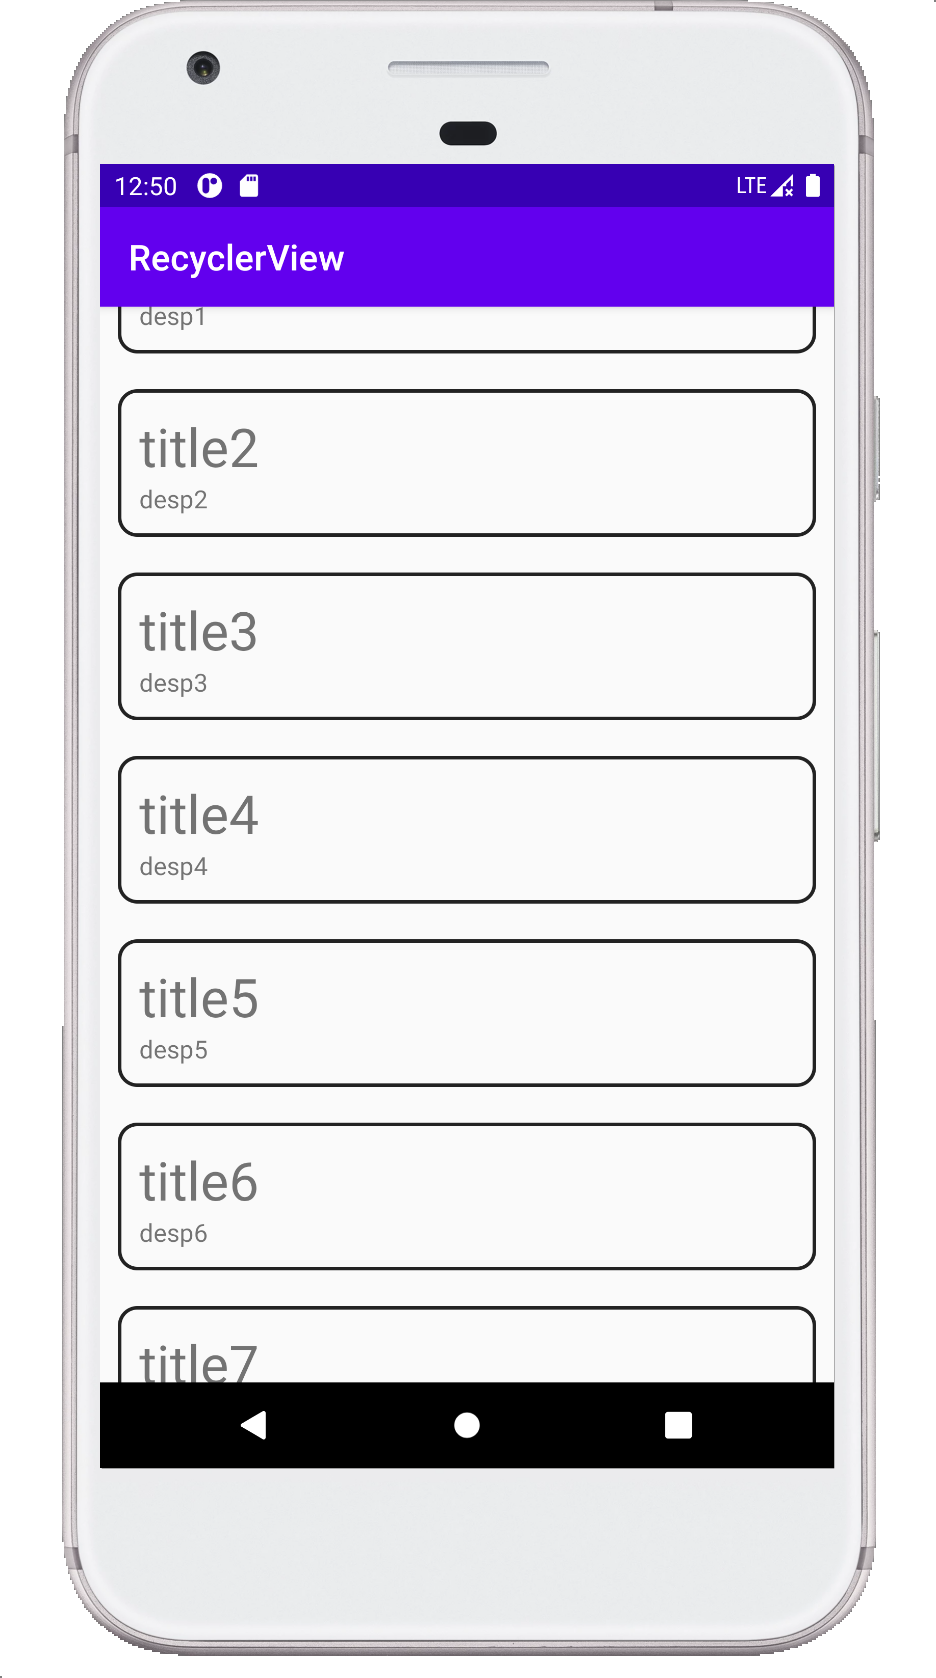 12:50 LTE
RecyclerView
desp1
title2
desp2
title3
desp3
title4
desp4
title5
desp5
title6
desp6
title7